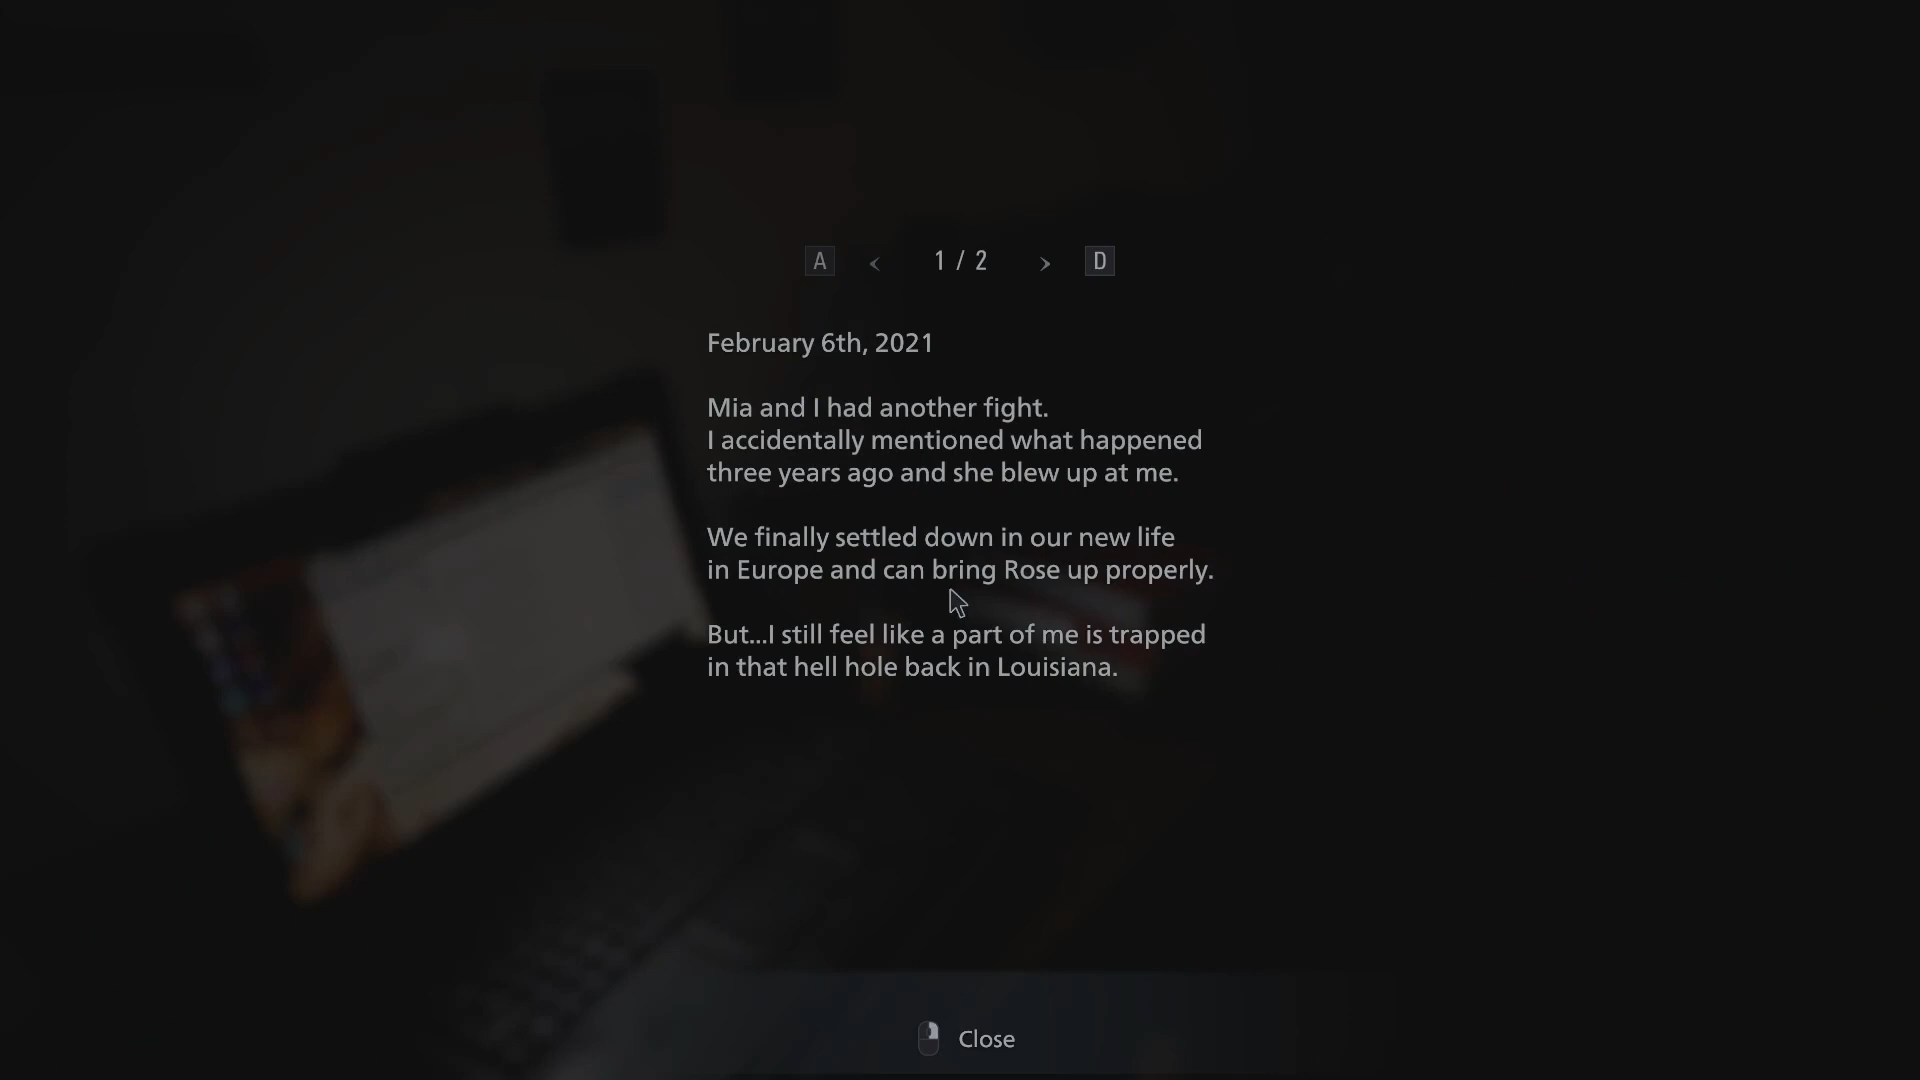 A < 1 / 2 > D
February 6th, 2021
Mia and I had another fight.
I accidentally mentioned what happened
three years ago and she blew up at me.
We finally settled down in our new life
in Europe and can bring Rose up properly.
But...I still feel like a part of me is trapped
in that hell hole back in Louisiana.
Close